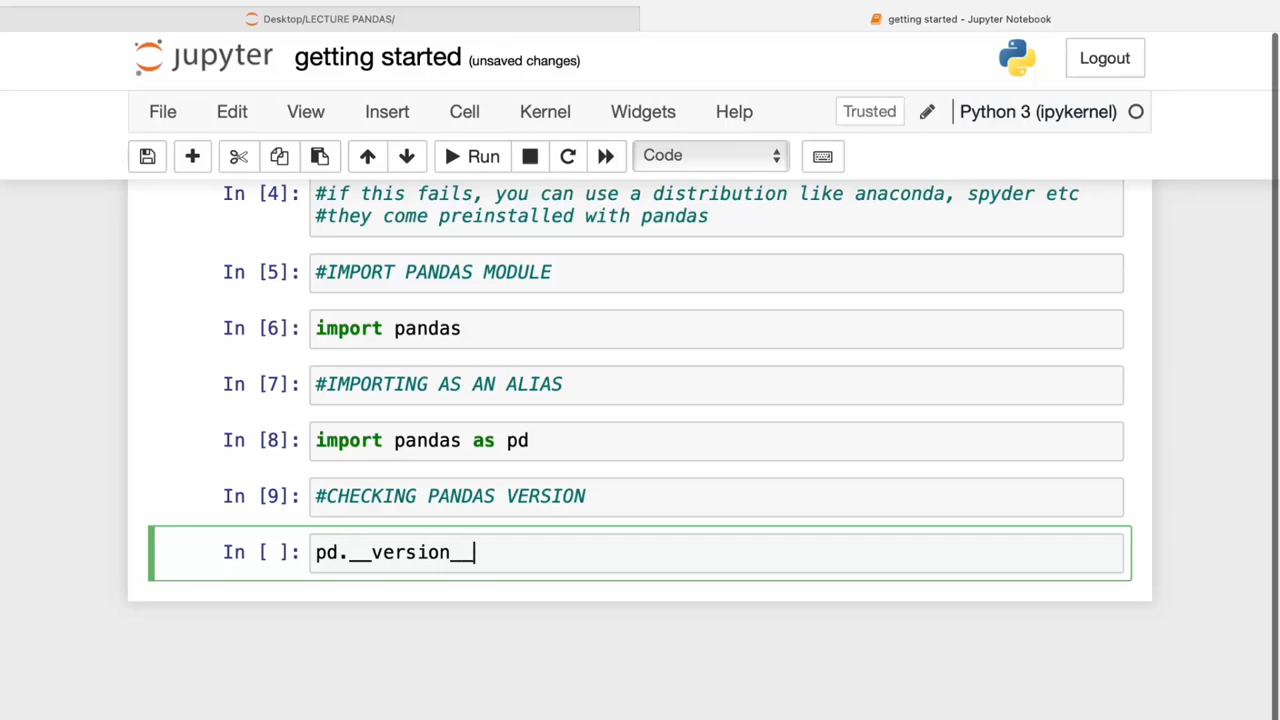 Desktop/LECTURE PANDAS/
getting started - Jupyter Notebook
jupyter getting started (unsaved changes)
Logout
File Edit View Insert Cell Kernel Widgets Help Trusted Python 3 (ipykernel)
Run Code
In [4]: #if this fails, you can use a distribution like anaconda, spyder etc
#they come preinstalled with pandas
In [5]: #IMPORT PANDAS MODULE
In [6]: import pandas
In [7]: #IMPORTING AS AN ALIAS
In [8]: import pandas as pd
In [9]: #CHECKING PANDAS VERSION
In [ ]: pd.__version__